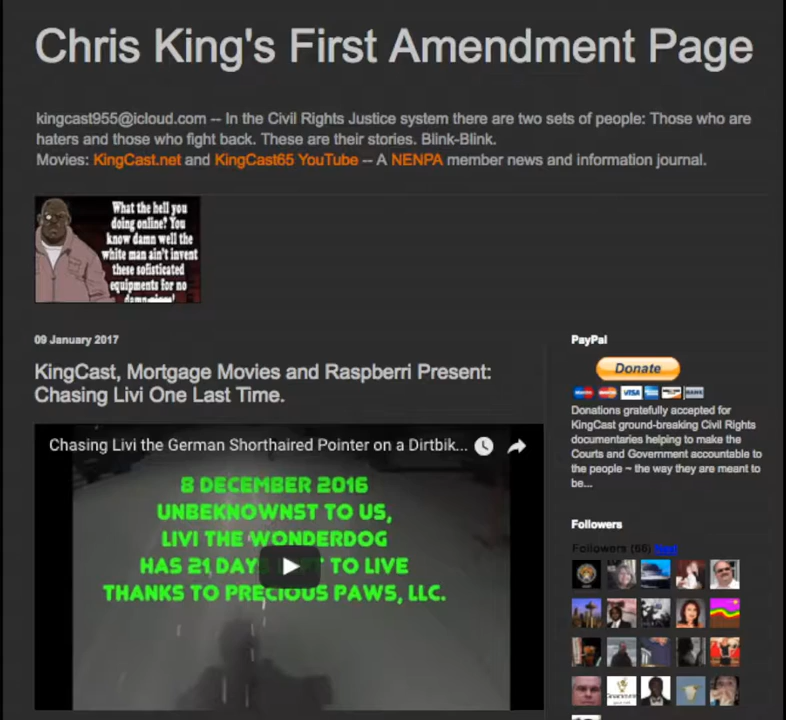 Chris King's First Amendment Page
kingcast955@icloud.com -- In the Civil Rights Justice system there are two sets of people: Those who are
haters and those who fight back. These are their stories. Blink-Blink.
Movies: KingCast.net and KingCast65 YouTube -- A NENPA member news and information journal.
What the hell you
doing online? You
know damn well the
white man ain't invent
these sofisticated
equipments for no
09 January 2017
KingCast, Mortgage Movies and Raspberri Present:
Chasing Livi One Last Time.
Chasing Livi the German Shorthaired Pointer on a Dirtbik...
8 DECEMBER 2016
UNBEKNOWNST TO US,
LIVI THE WONDERDOG
HAS 21 DAYS TO LIVE
THANKS TO PRECIOUS PAWS, LLC.
PayPal
Donate
VISA
Donations gratefully accepted for
KingCast ground-breaking Civil Rights
documentaries helping to make the
Courts and Government accountable to
the people ~ the way they are meant to
be...
Followers
Followers (66)